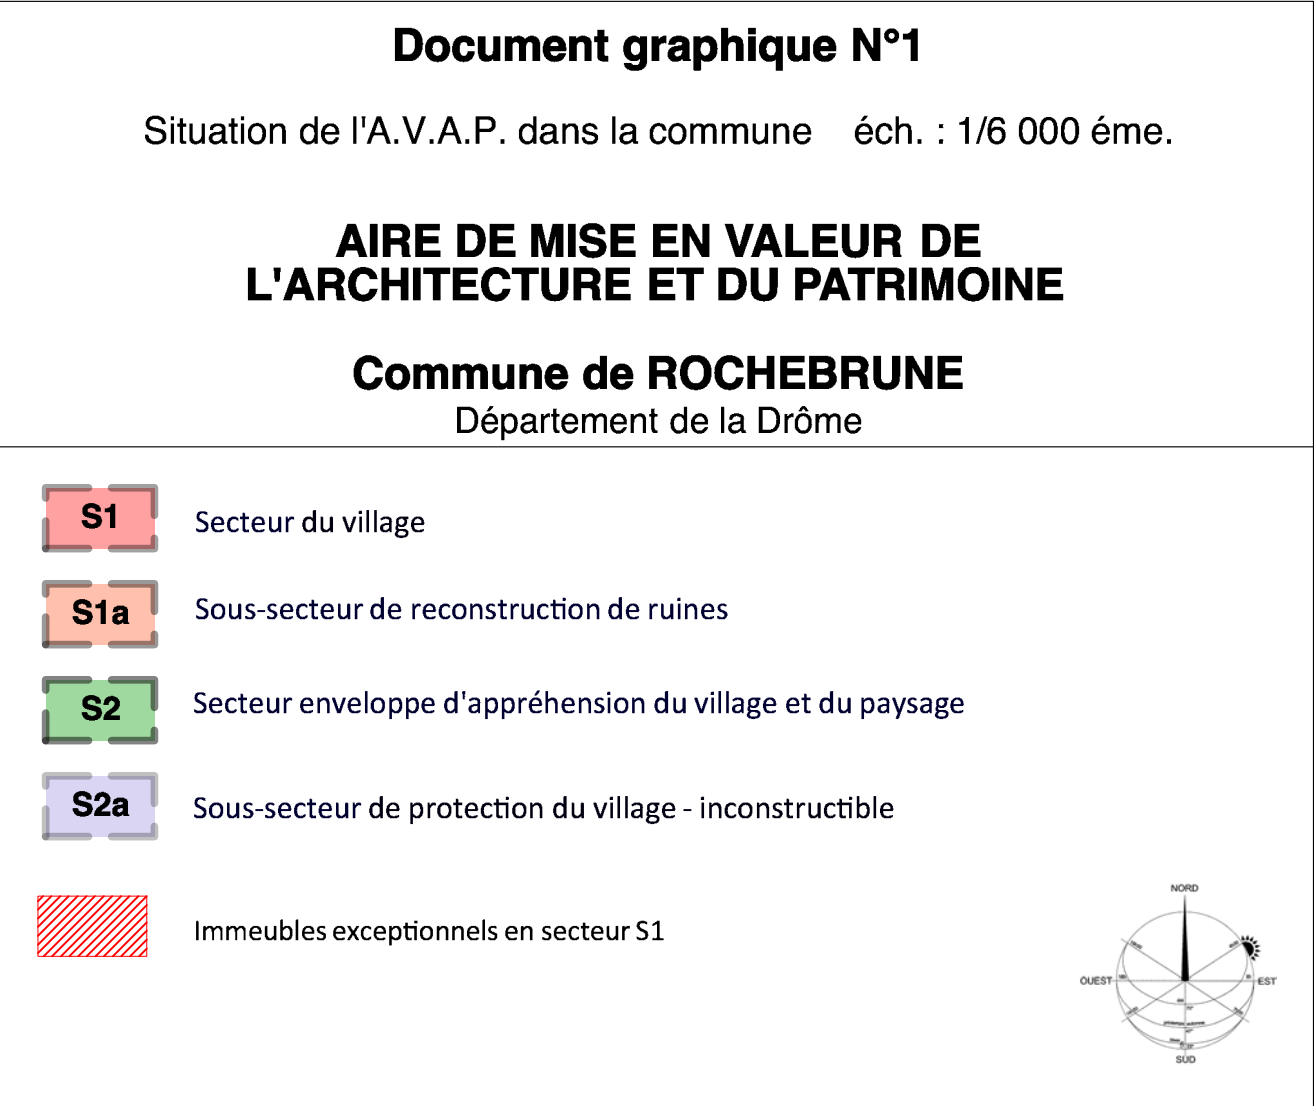 Document graphique N°1
Situation de l'A.V.A.P. dans la commune éch. : 1/6 000 éme.
AIRE DE MISE EN VALEUR DE
L'ARCHITECTURE ET DU PATRIMOINE
Commune de ROCHEBRUNE
Département de la Drôme
S1 Secteur du village
S1a Sous-secteur de reconstruction de ruines
S2 Secteur enveloppe d'appréhension du village et du paysage
S2a Sous-secteur de protection du village - inconstructible
Immeubles exceptionnels en secteur S1
NORD
OUEST
EST
SUD